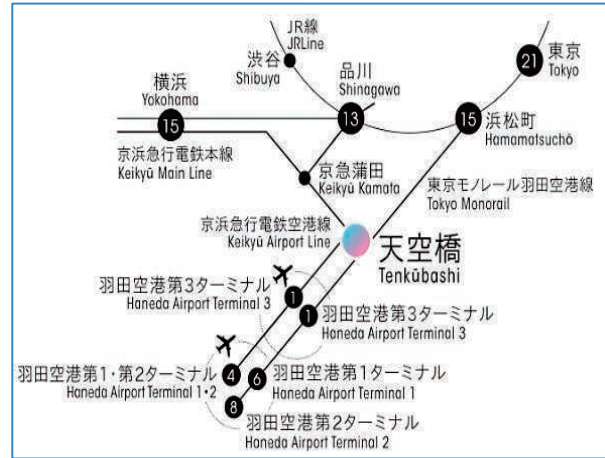 JR線
JRLine
渋谷
Shibuya
21
東京
Tokyo
品川
Shinagawa
横浜
Yokohama
15
13
15
浜松町
Hamamatsuchō
京浜急行電鉄本線
Keikyū Main Line
京急蒲田
Keikyū Kamata
東京モノレール羽田空港線
Tokyo Monorail
京浜急行電鉄空港線
Keikyū Airport Line
天空橋
Tenkūbashi
羽田空港第3ターミナル
Haneda Airport Terminal 3
1
1
羽田空港第3ターミナル
Haneda Airport Terminal 3
羽田空港第1・第2ターミナル
Haneda Airport Terminal 1・2
4
6
羽田空港第1ターミナル
Haneda Airport Terminal 1
8
羽田空港第2ターミナル
Haneda Airport Terminal 2